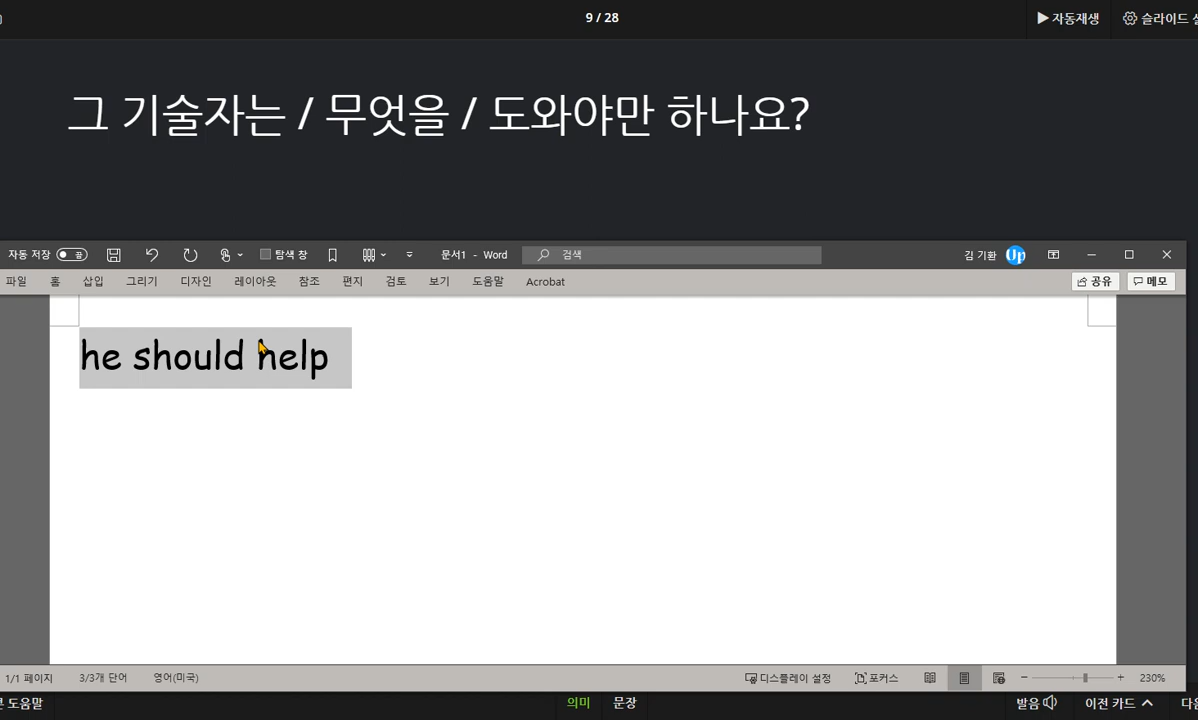 9 / 28
▶자동재생
슬라이드
그 기술자는 / 무엇을 / 도와야만 하나요?
자동 저장 끔
탐색 창
문서1 - Word
검색
김 기환 Up
파일 홈 삽입 그리기 디자인 레이아웃 참조 편지 검토 보기 도움말 Acrobat
공유 메모
he should help
1/1 페이지 3/3개 단어 영어(미국)
디스플레이 설정 포커스 − + 230%
도움말 의미 문장 발음 이전 카드